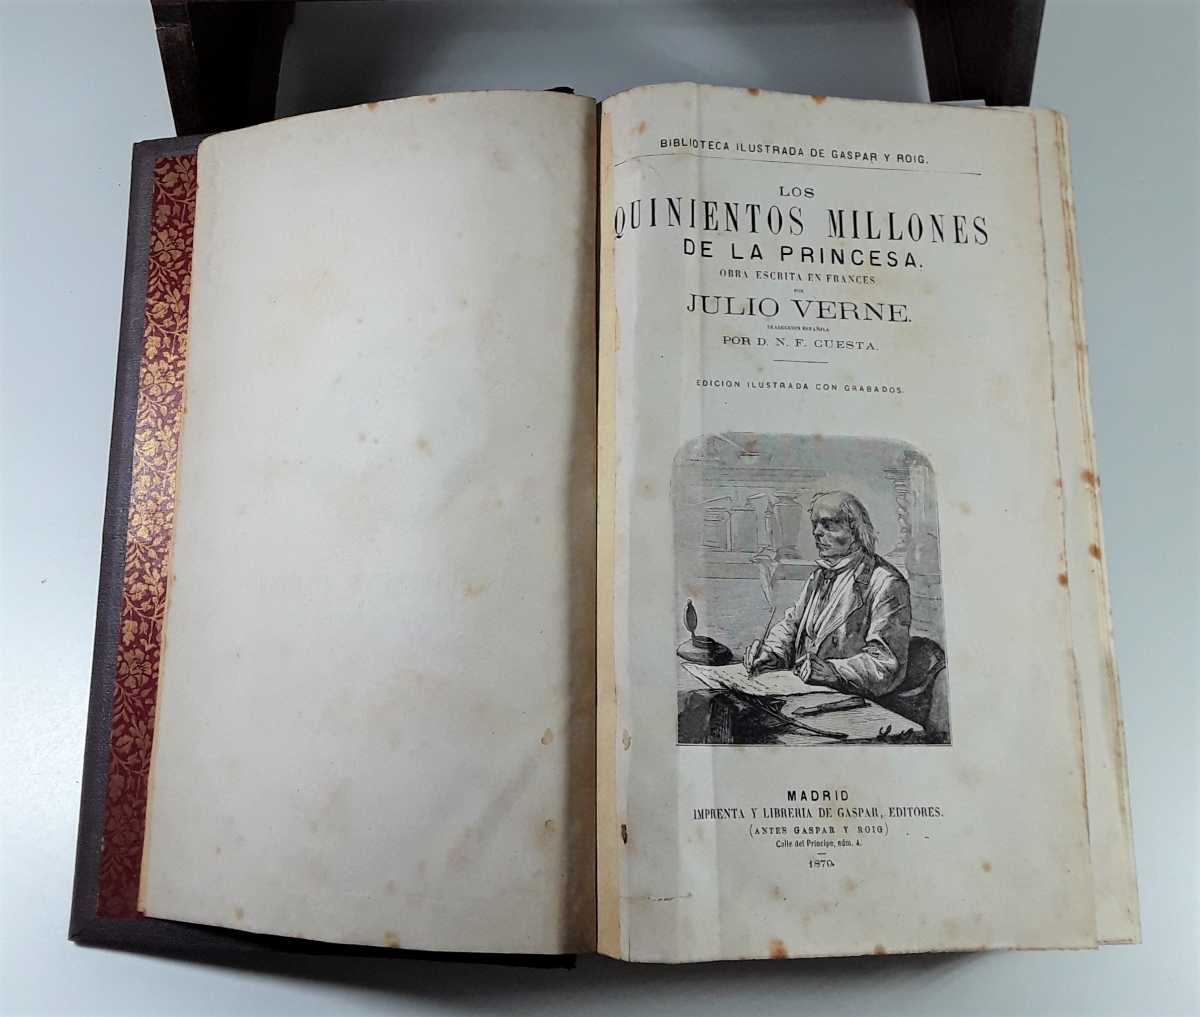 BIBLIOTECA ILUSTRADA DE GASPAR Y ROIG.
LOS
QUINIENTOS MILLONES
DE LA PRINCESA.
OBRA ESCRITA EN FRANCES
POR
JULIO VERNE.
TRADUCCION ESPAÑOLA
POR D. N. F. CUESTA.
EDICION ILUSTRADA CON GRABADOS.
MADRID
IMPRENTA Y LIBRERIA DE GASPAR, EDITORES.
(ANTES GASPAR Y ROIG)
Calle del Príncipe, núm. 4.
1870.